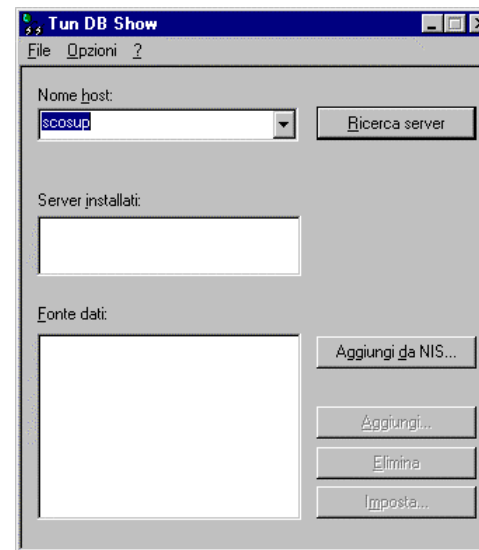 Tun DB Show
File Opzioni ?
Nome host:
scosup
Ricerca server
Server installati:
Fonte dati:
Aggiungi da NIS...
Aggiungi...
Elimina
Imposta...